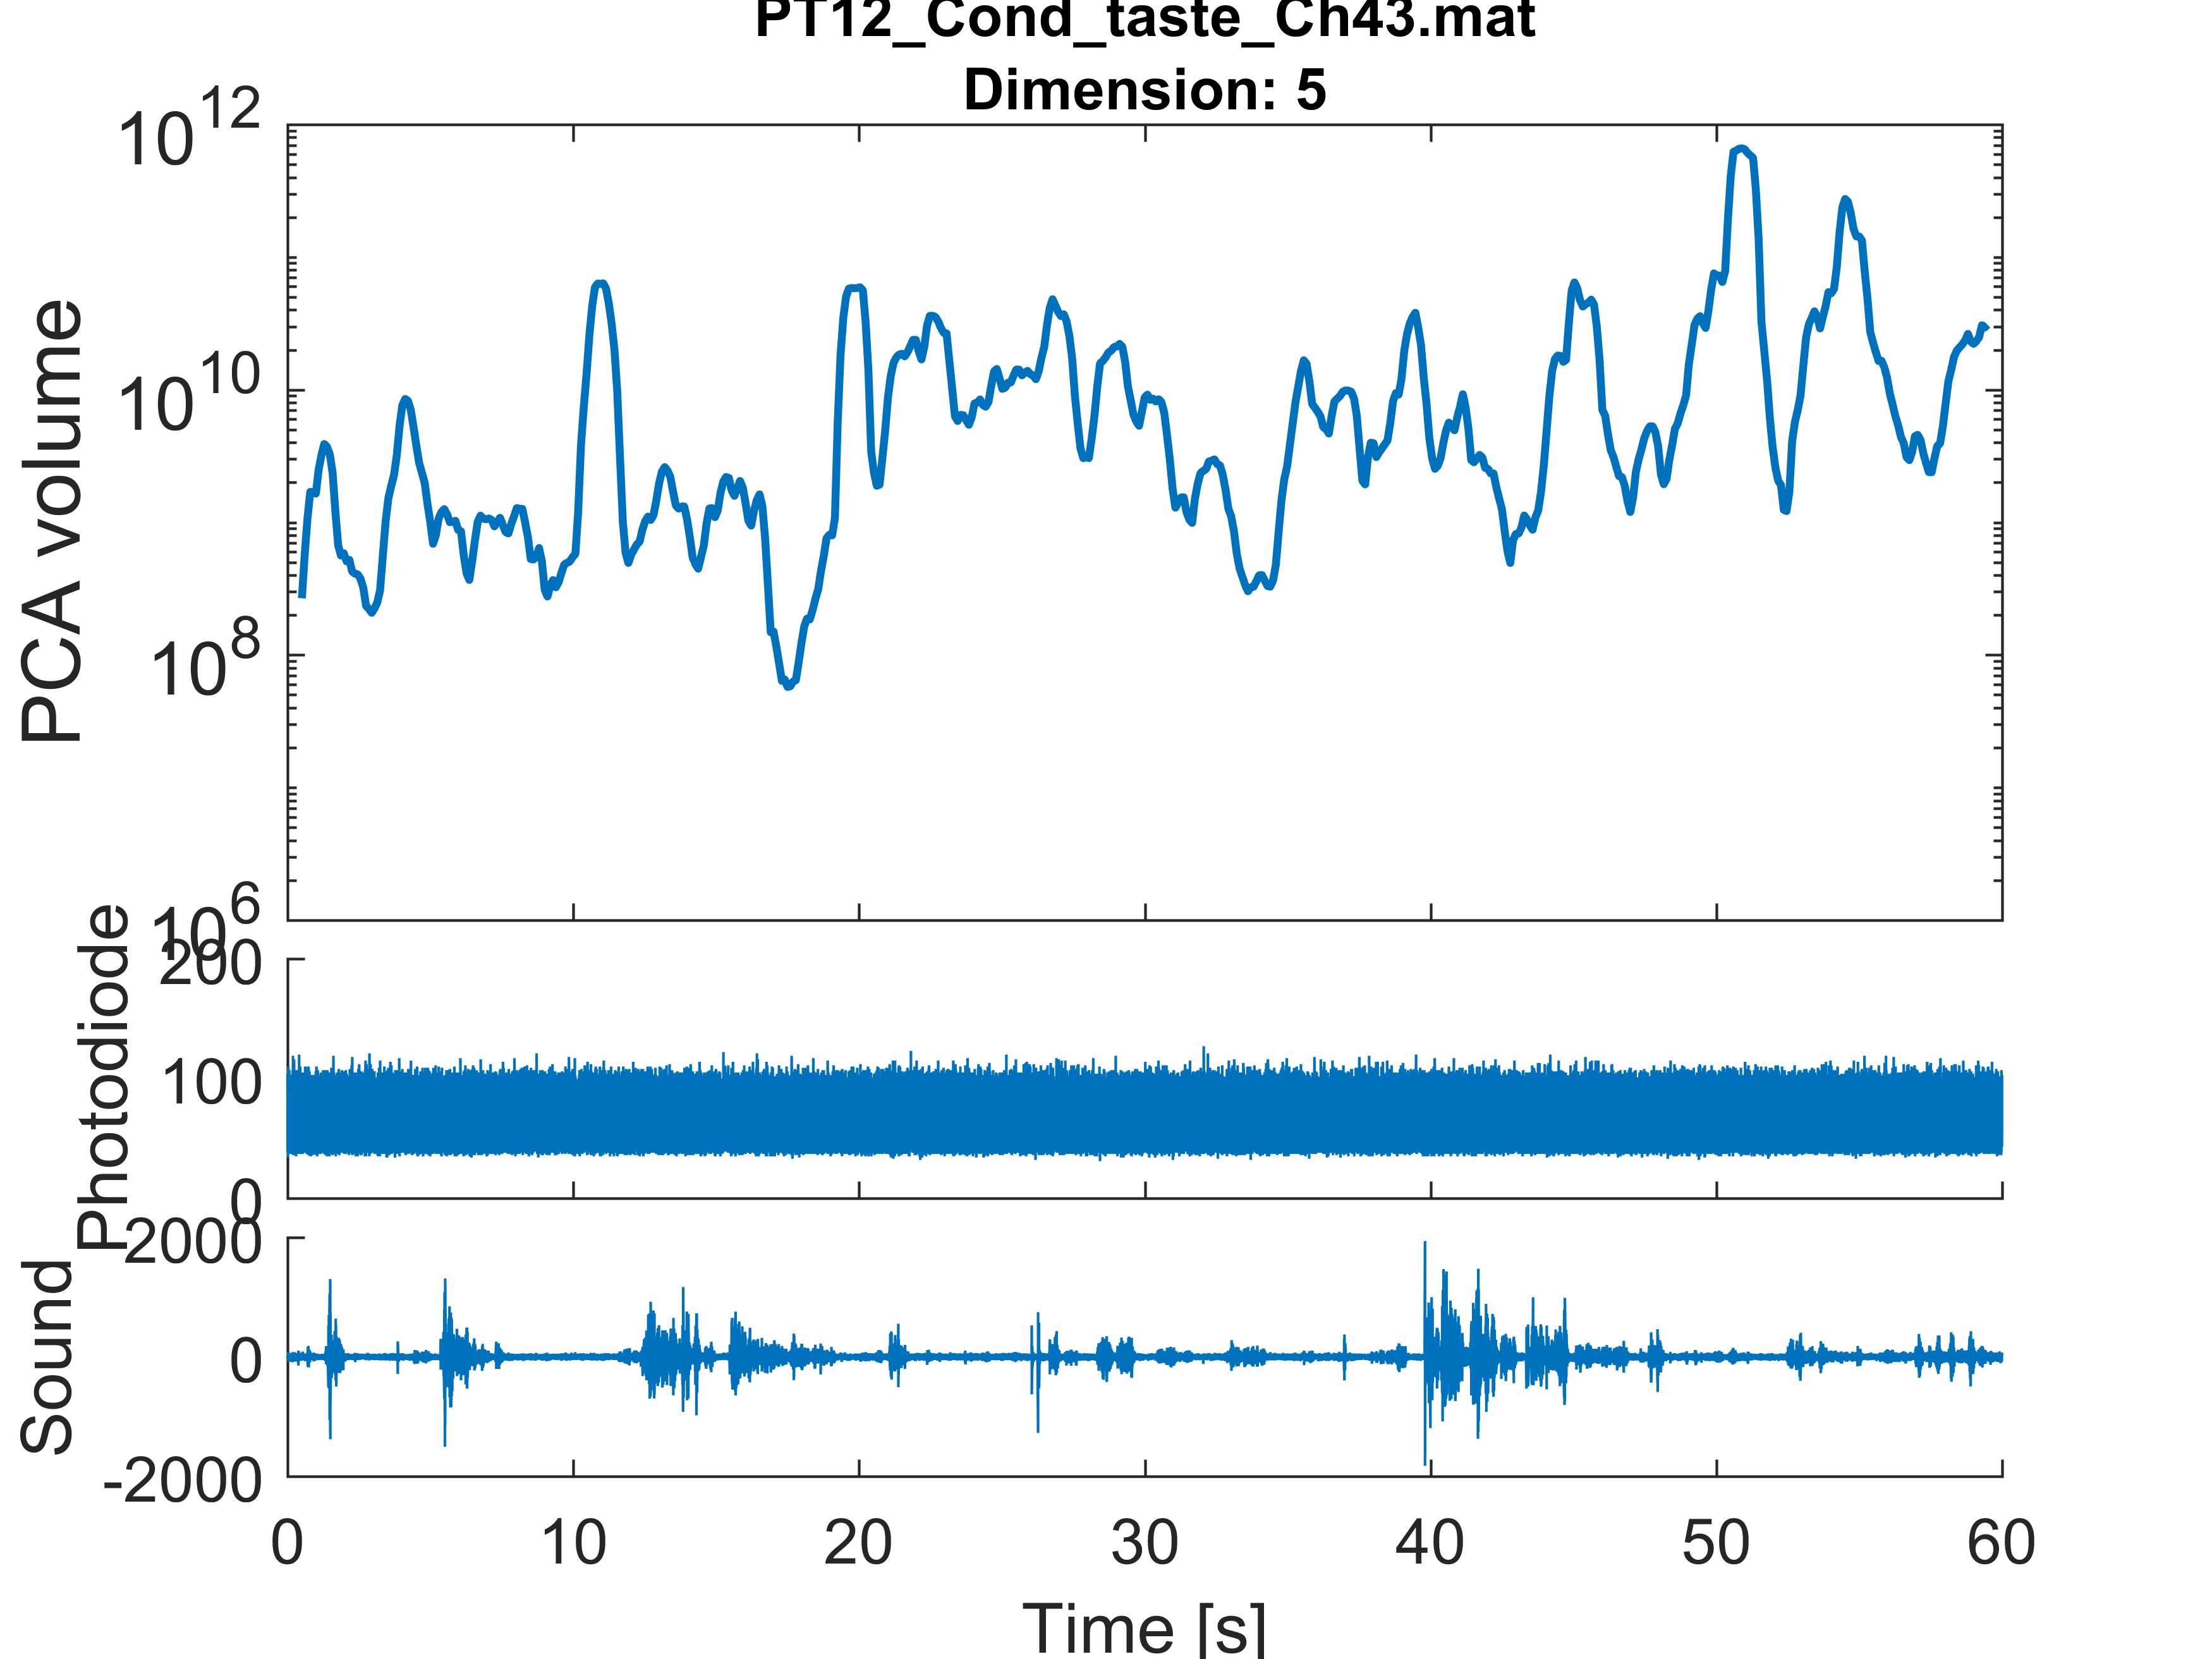 PT12_Cond_taste_Ch43.mat
Dimension: 5
PCA volume
10^12
10^10
10^8
10^6
Photodiode
200
100
0
Sound
2000
0
-2000
0 10 20 30 40 50 60
Time [s]